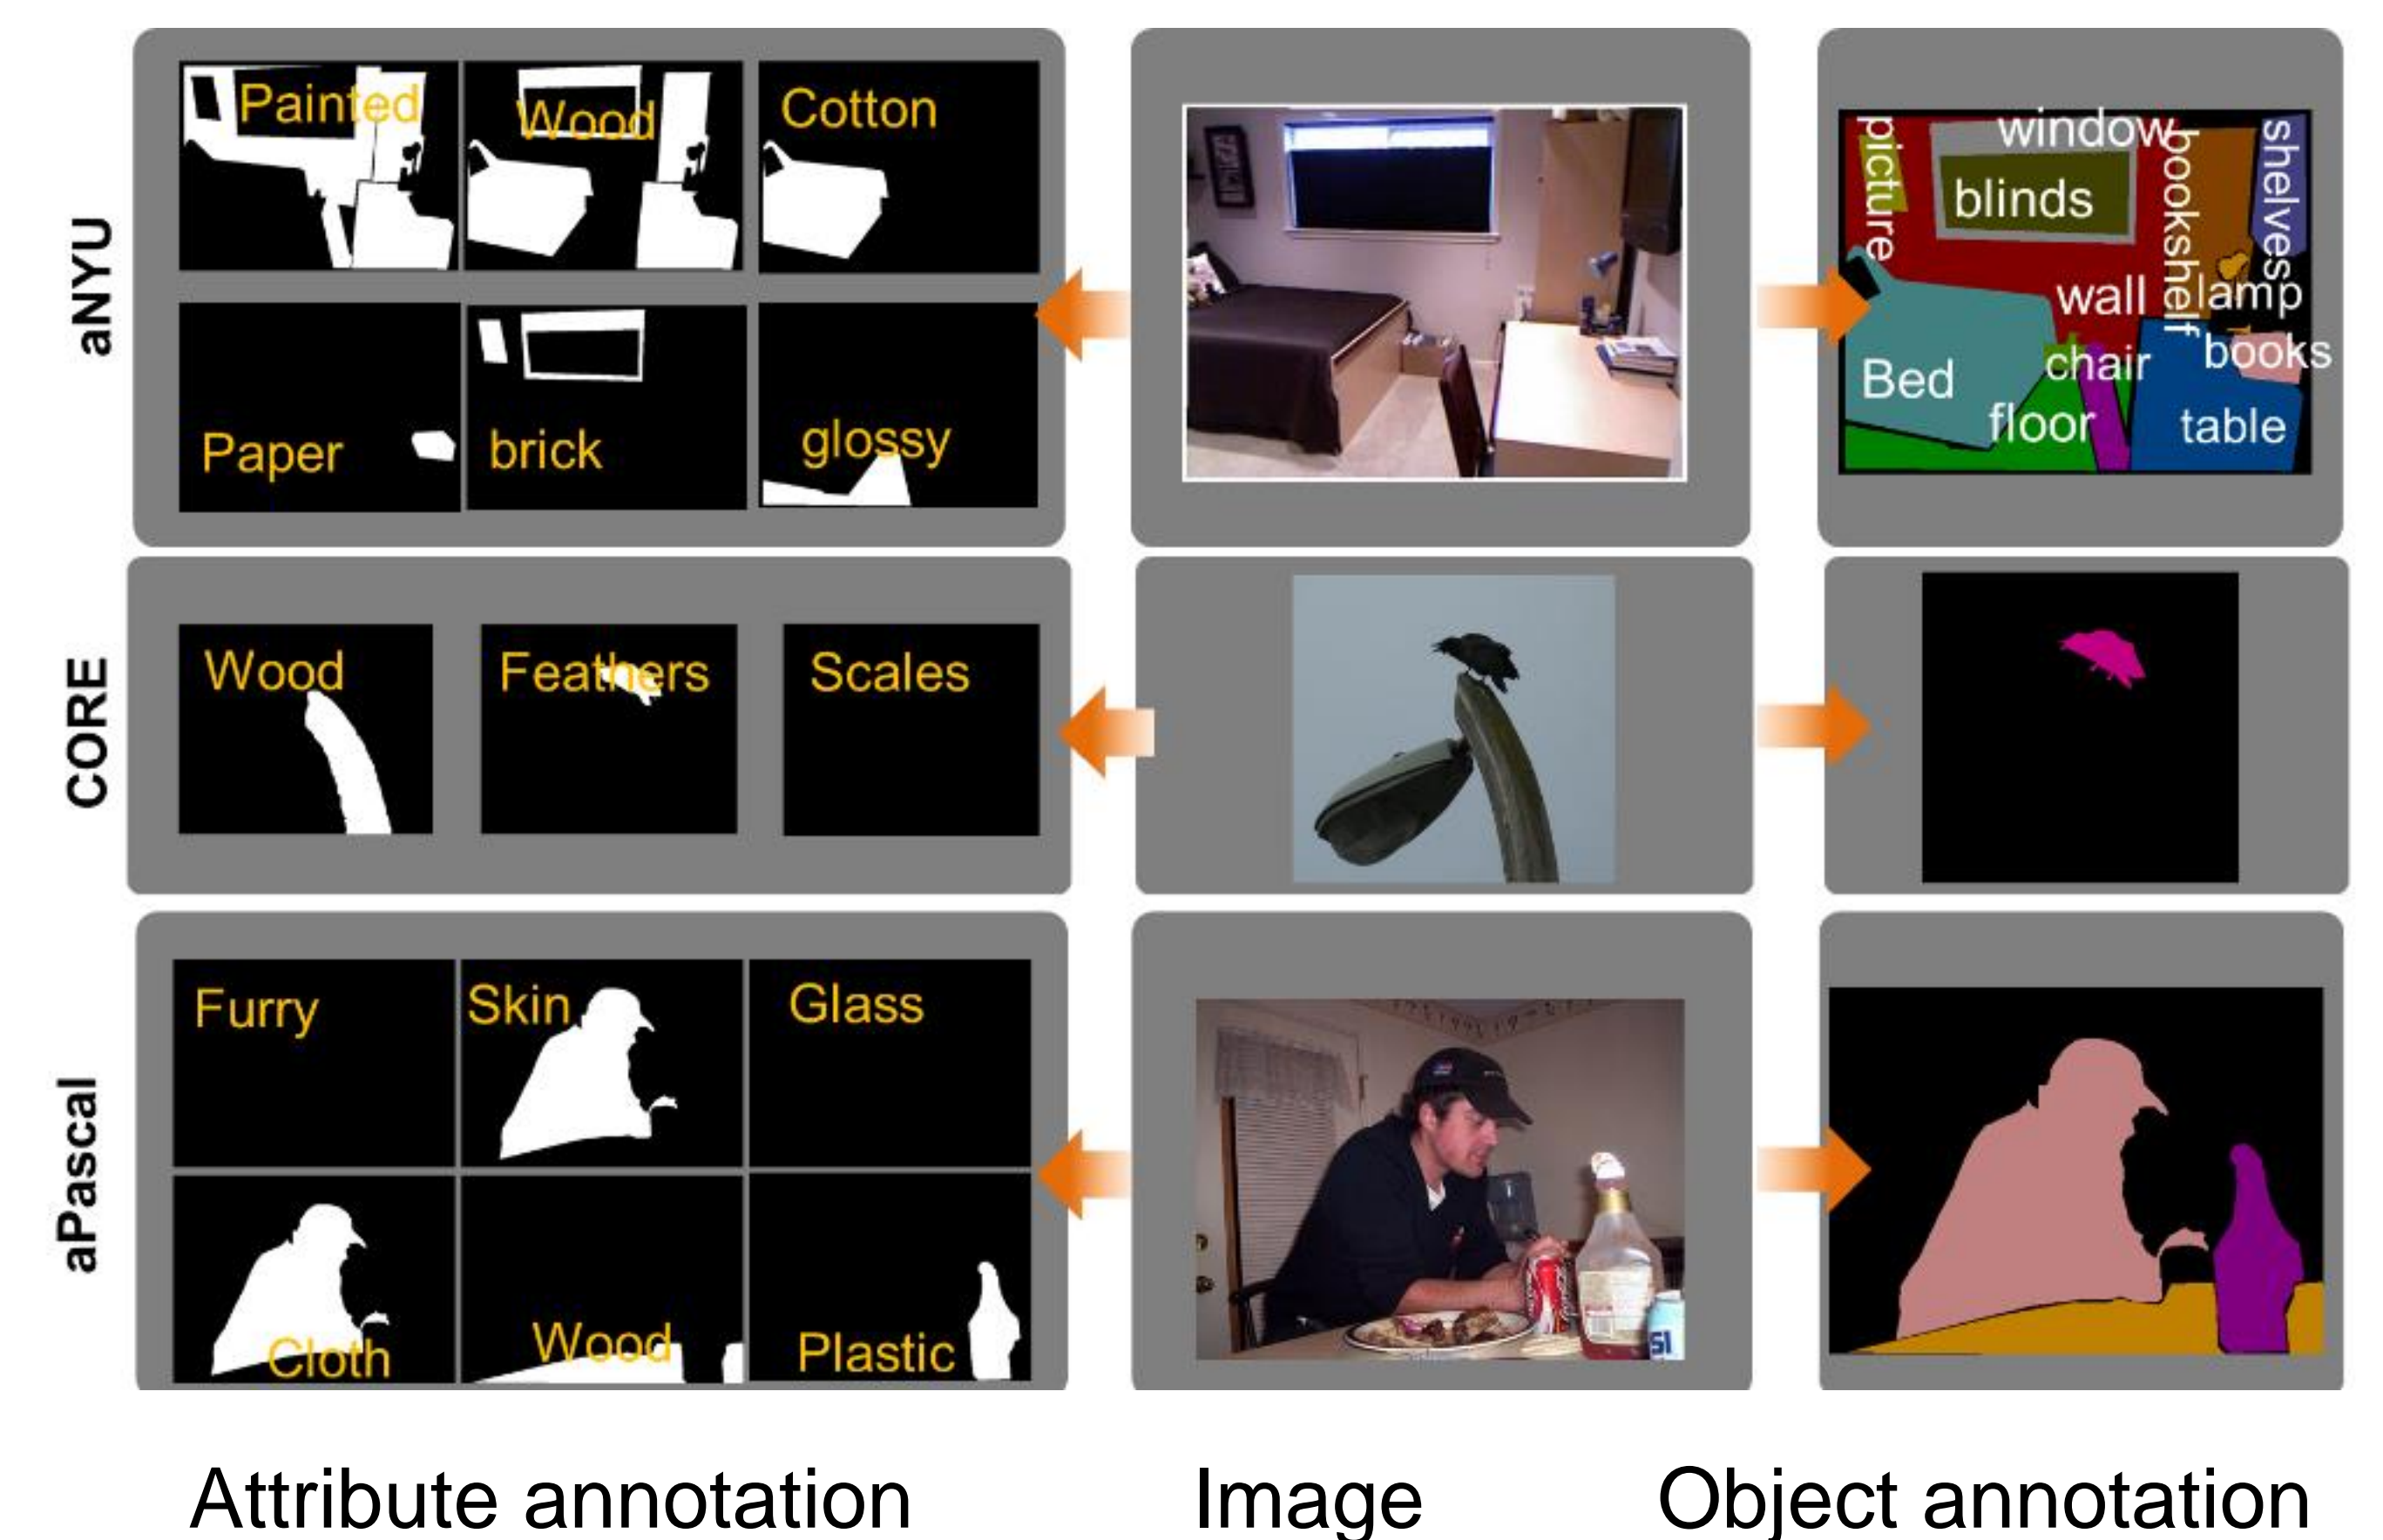 aNYU
Painted
Wood
Cotton
Paper
brick
glossy
picture
window
blinds
bookshelf
shelves
wall
lamp
Bed
chair
books
floor
table
CORE
Wood
Feathers
Scales
aPascal
Furry
Skin
Glass
Cloth
Wood
Plastic
SI
Attribute annotation
Image
Object annotation